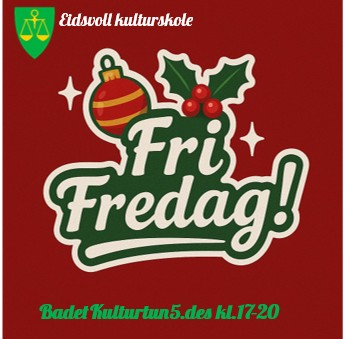 Eidsvoll kulturskole
Fri
Fredag!
Badet Kulturtun 5.des kl.17-20